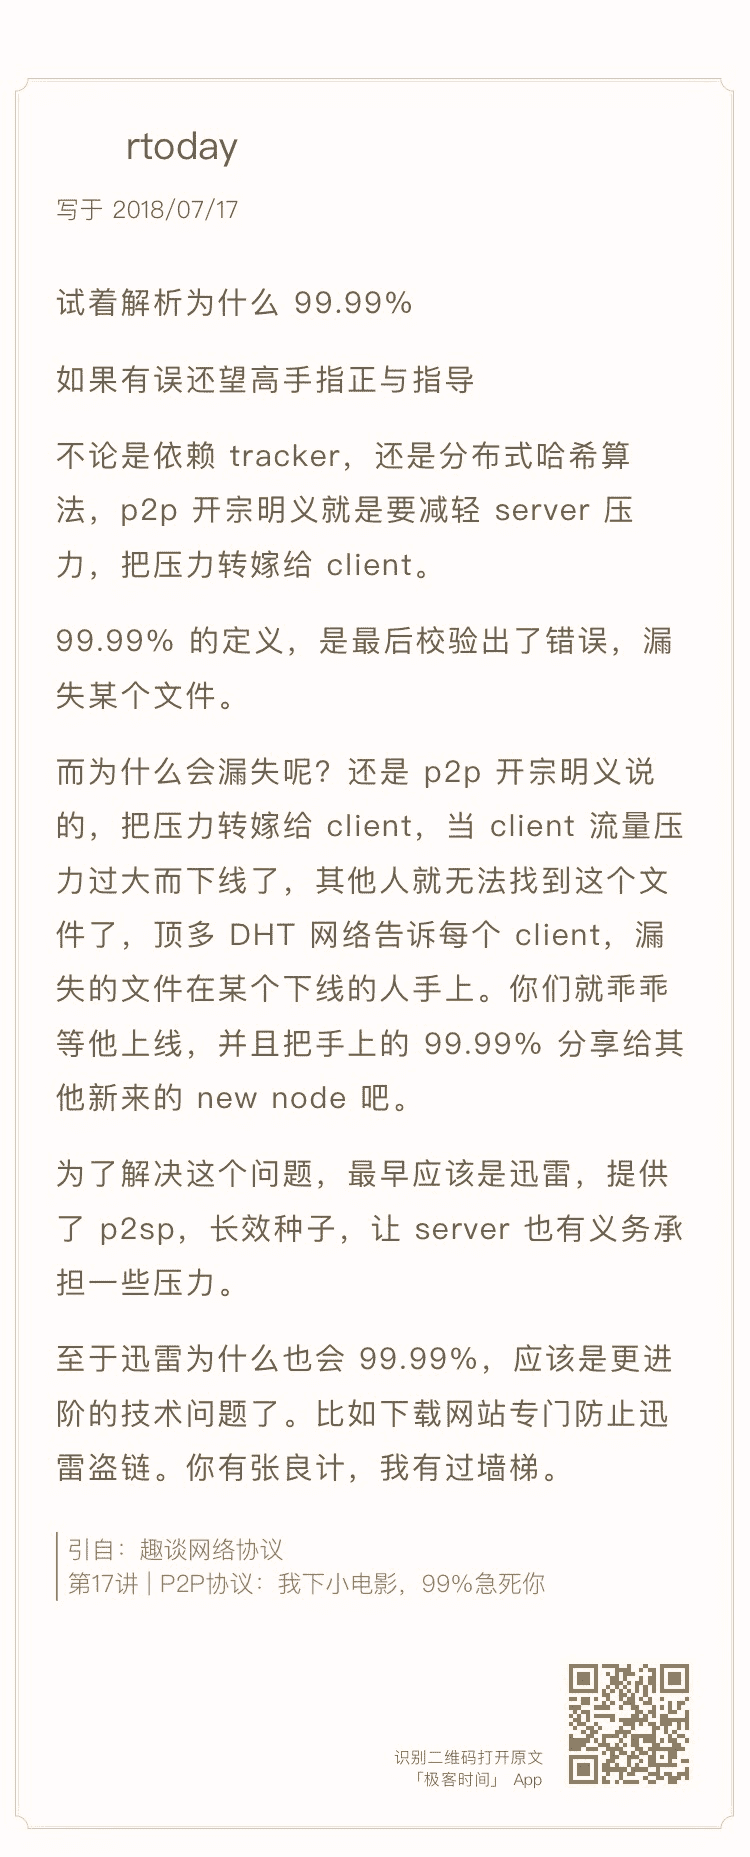 rtoday
写于 2018/07/17
试着解析为什么 99.99%
如果有误还望高手指正与指导
不论是依赖 tracker，还是分布式哈希算
法，p2p 开宗明义就是要减轻 server 压
力，把压力转嫁给 client。
99.99% 的定义，是最后校验出了错误，漏
失某个文件。
而为什么会漏失呢？还是 p2p 开宗明义说
的，把压力转嫁给 client，当 client 流量压
力过大而下线了，其他人就无法找到这个文
件了，顶多 DHT 网络告诉每个 client，漏
失的文件在某个下线的人手上。你们就乖乖
等他上线，并且把手上的 99.99% 分享给其
他新来的 new node 吧。
为了解决这个问题，最早应该是迅雷，提供
了 p2sp，长效种子，让 server 也有义务承
担一些压力。
至于迅雷为什么也会 99.99%，应该是更进
阶的技术问题了。比如下载网站专门防止迅
雷盗链。你有张良计，我有过墙梯。
引自：趣谈网络协议
第17讲 | P2P协议：我下小电影，99%急死你
识别二维码打开原文
「极客时间」 App